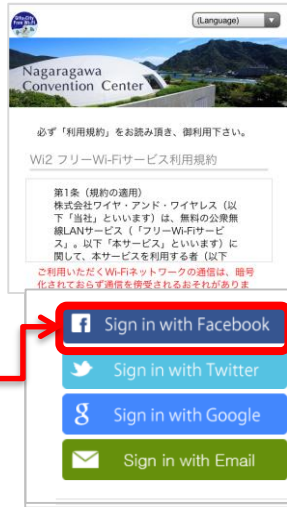 (Language)
Nagaragawa
Convention Center
必ず「利用規約」をお読み頂き、御利用下さい。
Wi2 フリーWi-Fiサービス利用規約
第1条（規約の適用）
株式会社ワイヤ・アンド・ワイヤレス（以
下「当社」といいます）は、無料の公衆無
線LANサービス（「フリーWi-Fiサービ
ス」。以下「本サービス」といいます）に
関して、本サービスを利用する者（以下
ご利用いただくWi-Fiネットワークの通信は、暗号
化されておらず通信を傍受されるおそれがありま
Sign in with Facebook
Sign in with Twitter
Sign in with Google
Sign in with Email